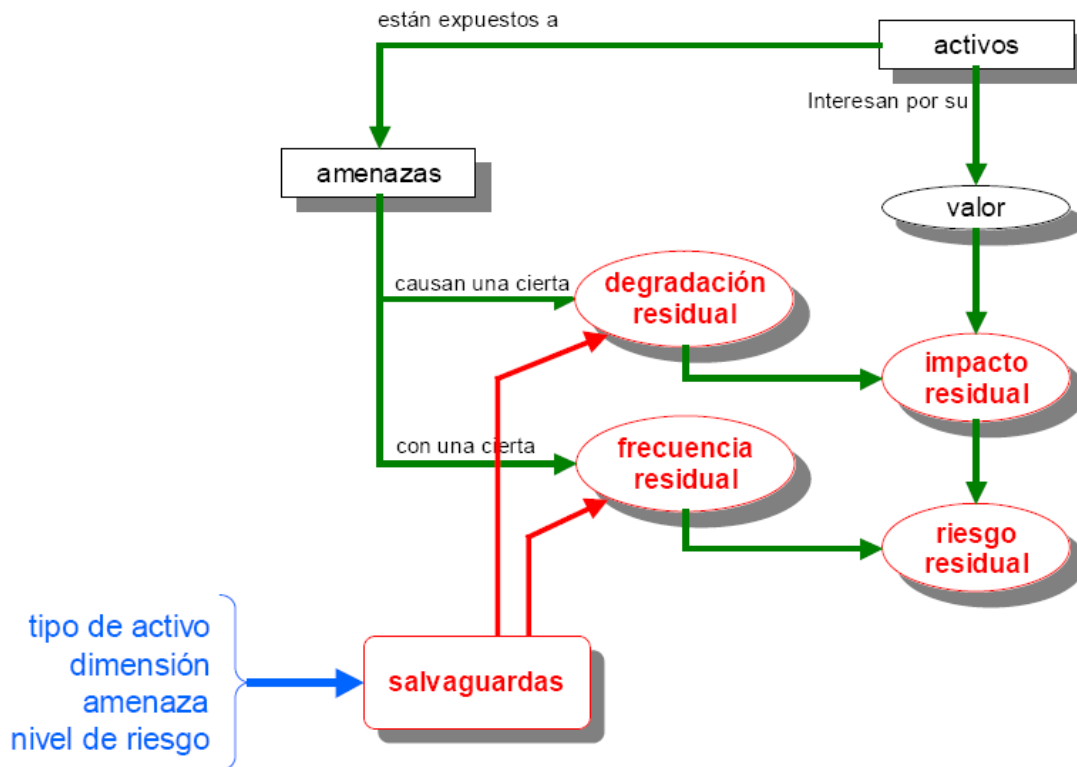 están expuestos a
activos
Interesan por su
amenazas
valor
causan una cierta
degradación
residual
impacto
residual
con una cierta
frecuencia
residual
riesgo
residual
tipo de activo
dimensión
amenaza
nivel de riesgo
salvaguardas